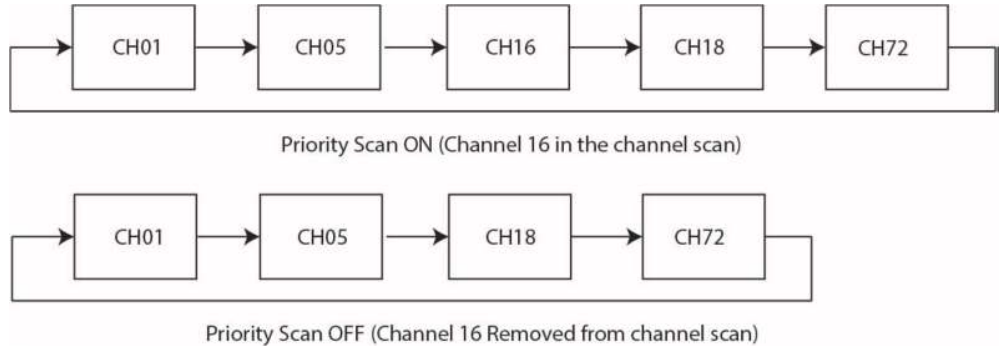 CH01 CH05 CH16 CH18 CH72
Priority Scan ON (Channel 16 in the channel scan)
CH01 CH05 CH18 CH72
Priority Scan OFF (Channel 16 Removed from channel scan)